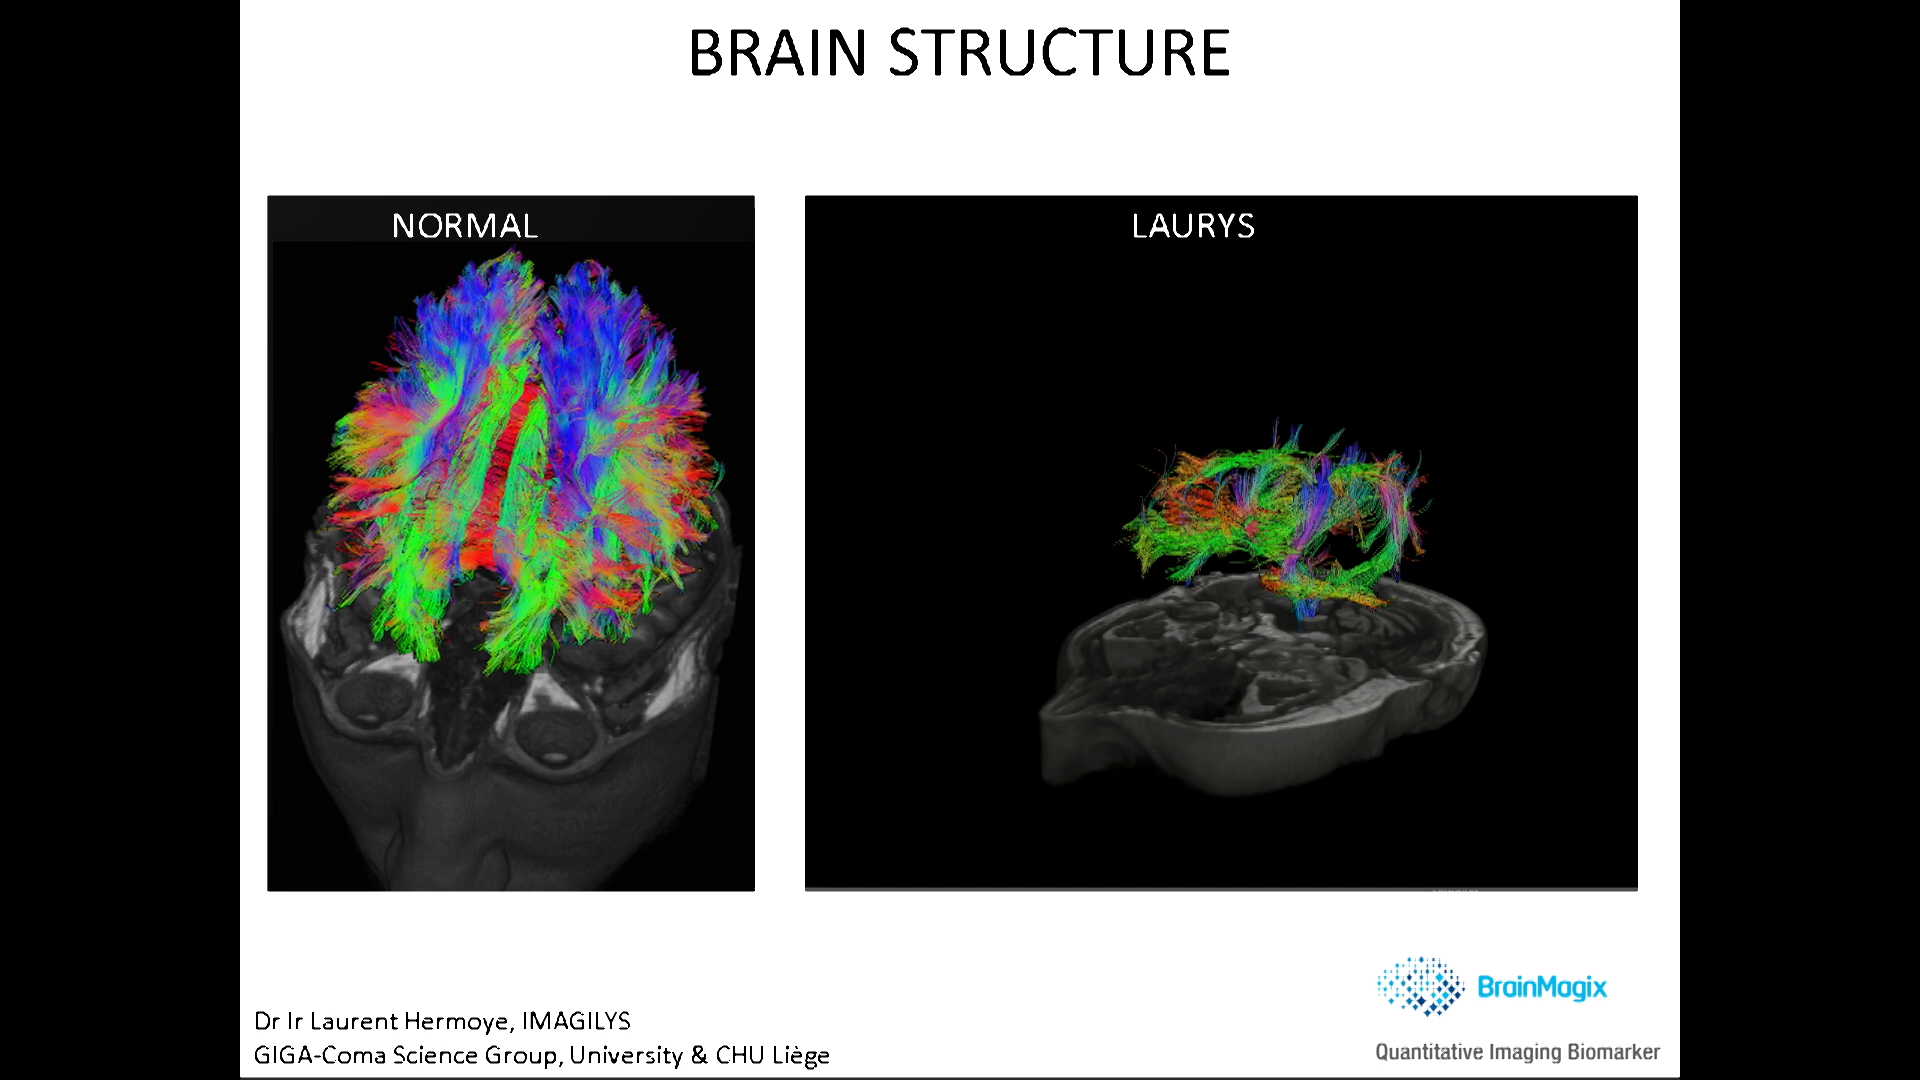 BRAIN STRUCTURE
NORMAL
LAURYS
BrainMagix
Dr Ir Laurent Hermoye, IMAGILYS
GIGA-Coma Science Group, University & CHU Liège
Quantitative Imaging Biomarker